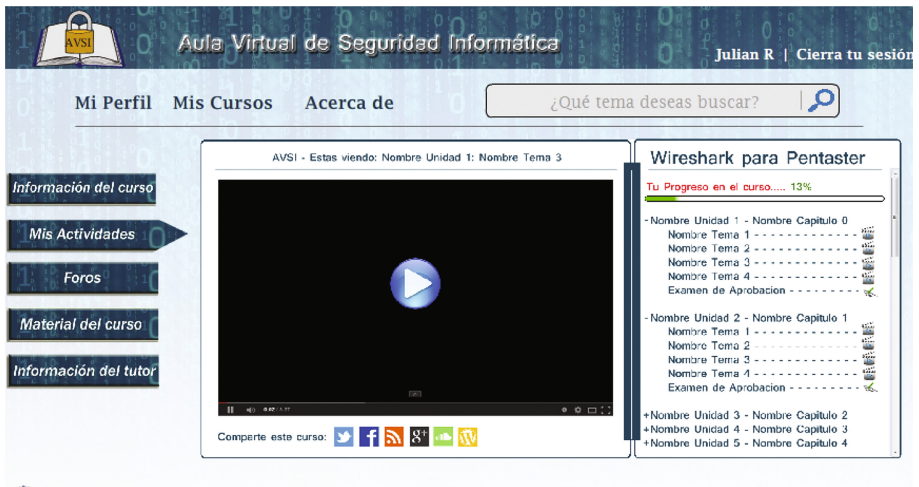 AVSI
Aula Virtual de Seguridad Informática
Julian R | Cierra tu sesión
Mi Perfil Mis Cursos Acerca de
¿Qué tema deseas buscar?
Información del curso
Mis Actividades
Foros
Material del curso
Información del tutor
AVSI - Estas viendo: Nombre Unidad 1: Nombre Tema 3
Comparte este curso:
Wireshark para Pentaster
Tu Progreso en el curso..... 13%
-Nombre Unidad 1 - Nombre Capitulo 0
Nombre Tema 1 - - - - - - - - - - - - - -
Nombre Tema 2 - - - - - - - - - - - - - -
Nombre Tema 3 - - - - - - - - - - - - - -
Nombre Tema 4 - - - - - - - - - - - - - -
Examen de Aprobacion - - - - - - - - -
-Nombre Unidad 2 - Nombre Capitulo 1
Nombre Tema 1 - - - - - - - - - - - - - -
Nombre Tema 2 - - - - - - - - - - - - - -
Nombre Tema 3 - - - - - - - - - - - - - -
Nombre Tema 4 - - - - - - - - - - - - - -
Examen de Aprobacion - - - - - - - - -
+Nombre Unidad 3 - Nombre Capitulo 2
+Nombre Unidad 4 - Nombre Capitulo 3
+Nombre Unidad 5 - Nombre Capitulo 4